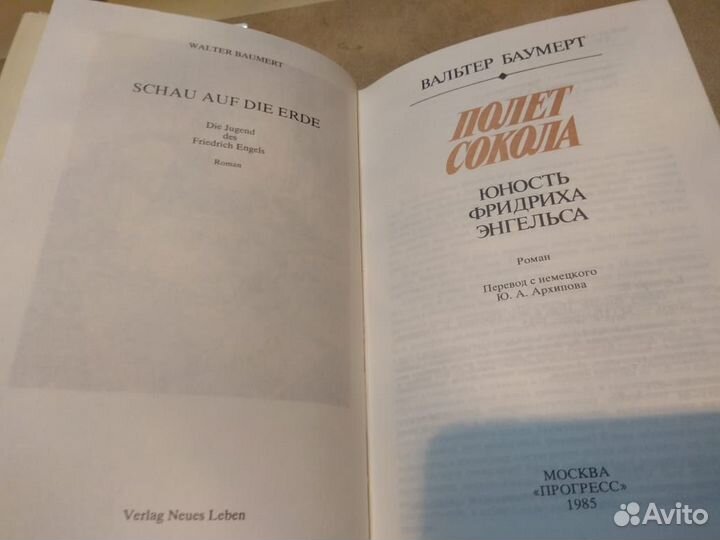 WALTER BAUMERT
SCHAU AUF DIE ERDE
Die Jugend
des
Friedrich Engels
Roman
Verlag Neues Leben
ВАЛЬТЕР БАУМЕРТ
ПОЛЕТ
СОКОЛА
ЮНОСТЬ
ФРИДРИХА
ЭНГЕЛЬСА
Роман
Перевод с немецкого
Ю. А. Архипова
МОСКВА
«ПРОГРЕСС»
1985
Avito